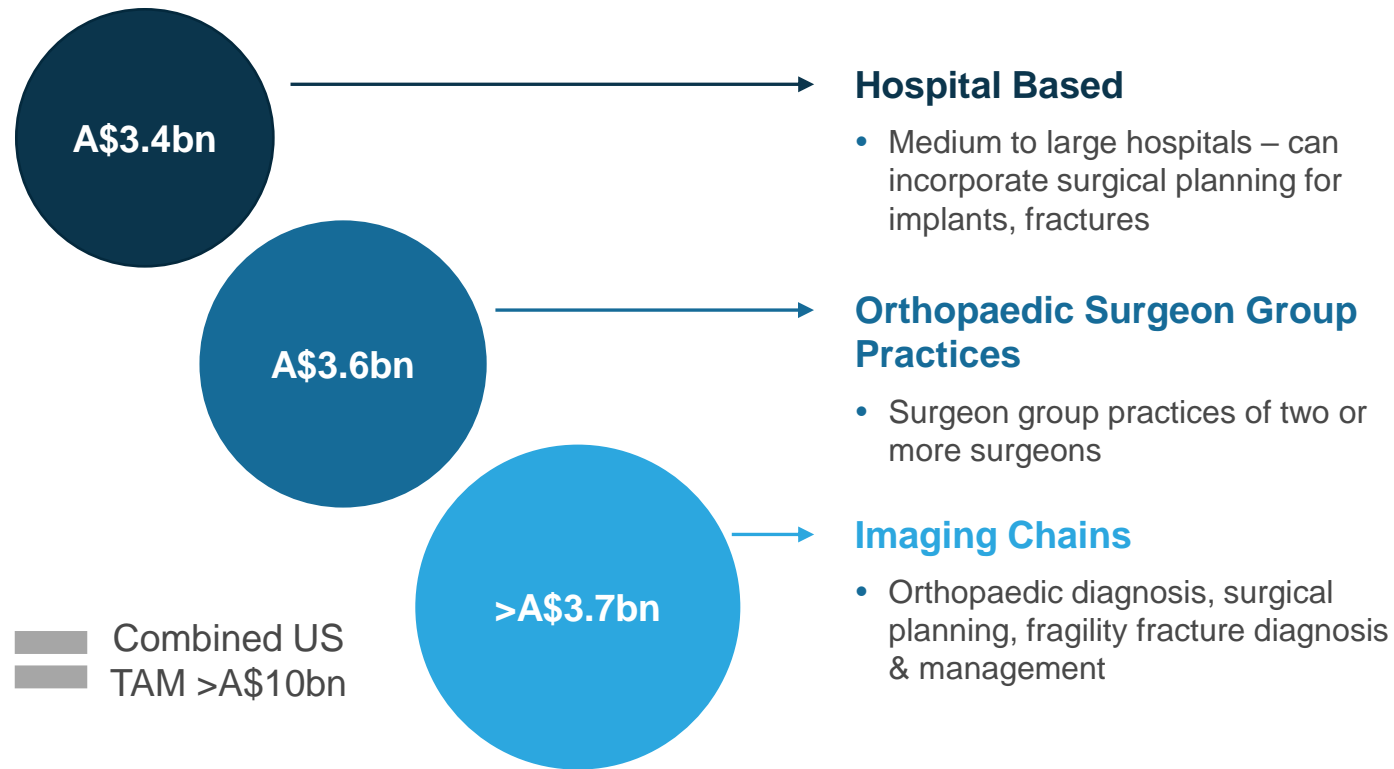 A$3.4bn
Hospital Based
• Medium to large hospitals – can
incorporate surgical planning for
implants, fractures
A$3.6bn
Orthopaedic Surgeon Group
Practices
• Surgeon group practices of two or
more surgeons
>A$3.7bn
Imaging Chains
• Orthopaedic diagnosis, surgical
planning, fragility fracture diagnosis
& management
Combined US
TAM >A$10bn